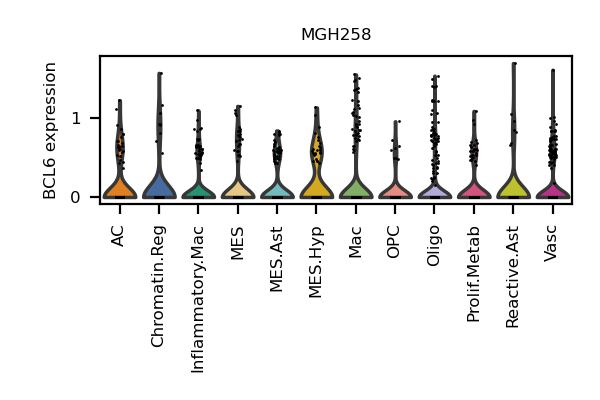 MGH258
BCL6 expression
1
0
AC
Chromatin.Reg
Inflammatory.Mac
MES
MES.Ast
MES.Hyp
Mac
OPC
Oligo
Prolif.Metab
Reactive.Ast
Vasc